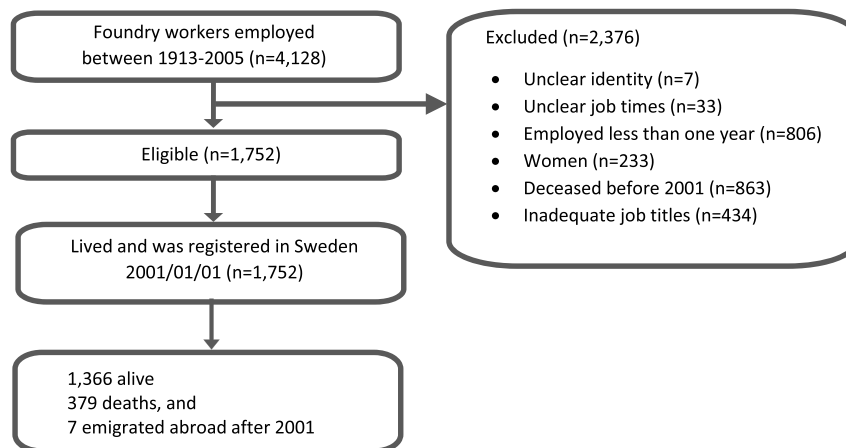 Foundry workers employed
between 1913-2005 (n=4,128)
Excluded (n=2,376)
• Unclear identity (n=7)
• Unclear job times (n=33)
• Employed less than one year (n=806)
• Women (n=233)
• Deceased before 2001 (n=863)
• Inadequate job titles (n=434)
Eligible (n=1,752)
Lived and was registered in Sweden
2001/01/01 (n=1,752)
1,366 alive
379 deaths, and
7 emigrated abroad after 2001